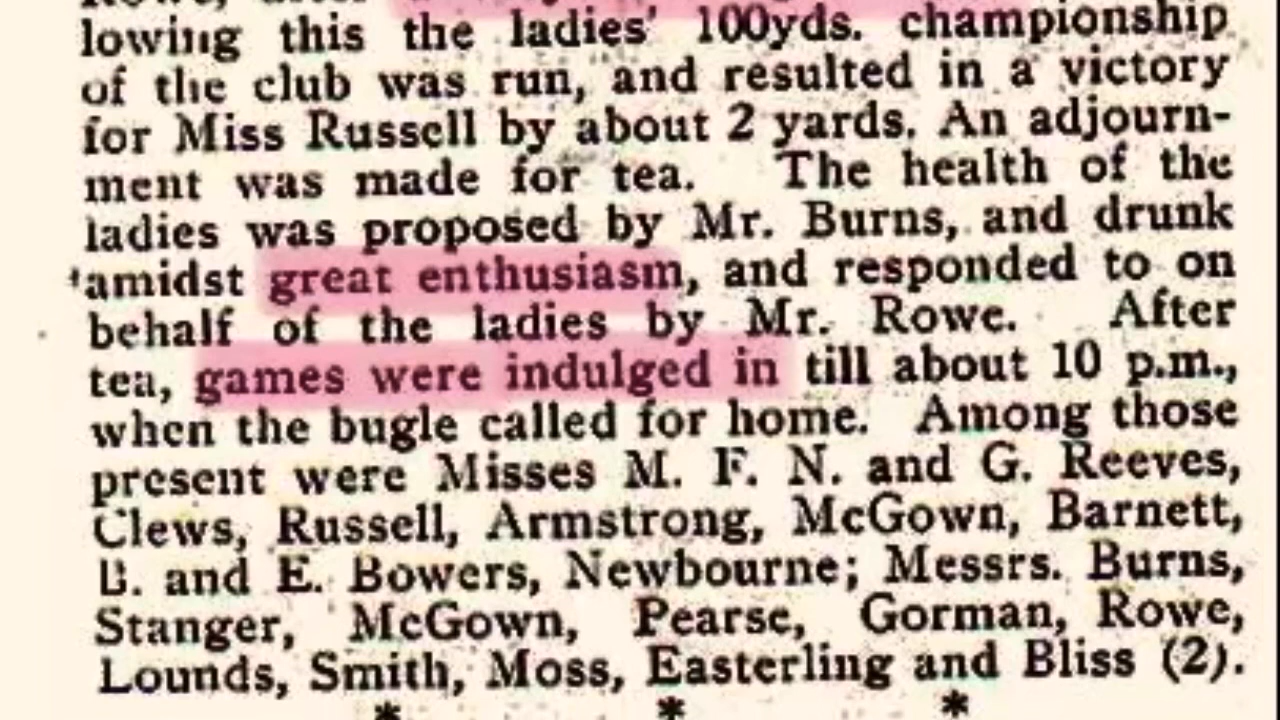 lowing this the ladies' 100yds. championship
of the club was run, and resulted in a victory
for Miss Russell by about 2 yards. An adjourn-
ment was made for tea. The health of the
ladies was proposed by Mr. Burns, and drunk
amidst great enthusiasm, and responded to on
behalf of the ladies by Mr. Rowe. After
tea, games were indulged in till about 10 p.m.,
when the bugle called for home. Among those
present were Misses M. F. N. and G. Reeves,
Clews, Russell, Armstrong, McGown, Barnett,
B. and E. Bowers, Newbourne; Messrs. Burns,
Stanger, McGown, Pearse, Gorman, Rowe,
Lounds, Smith, Moss, Easterling and Bliss (2).
* * *